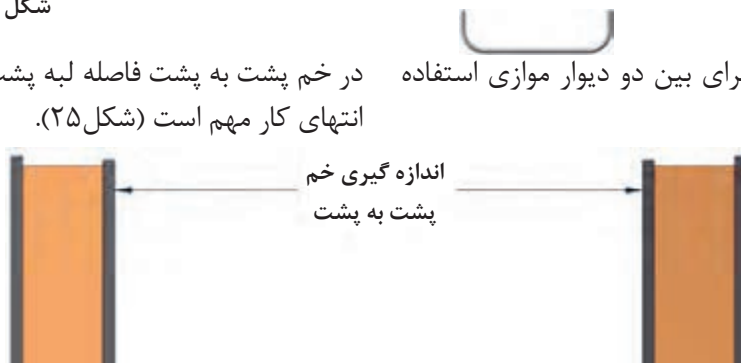 شکل
در خم پشت به پشت فاصله لبه پشت
انتهای کار مهم است (شکل۲۵).
رای بین دو دیوار موازی استفاده
اندازه گیری خم
پشت به پشت